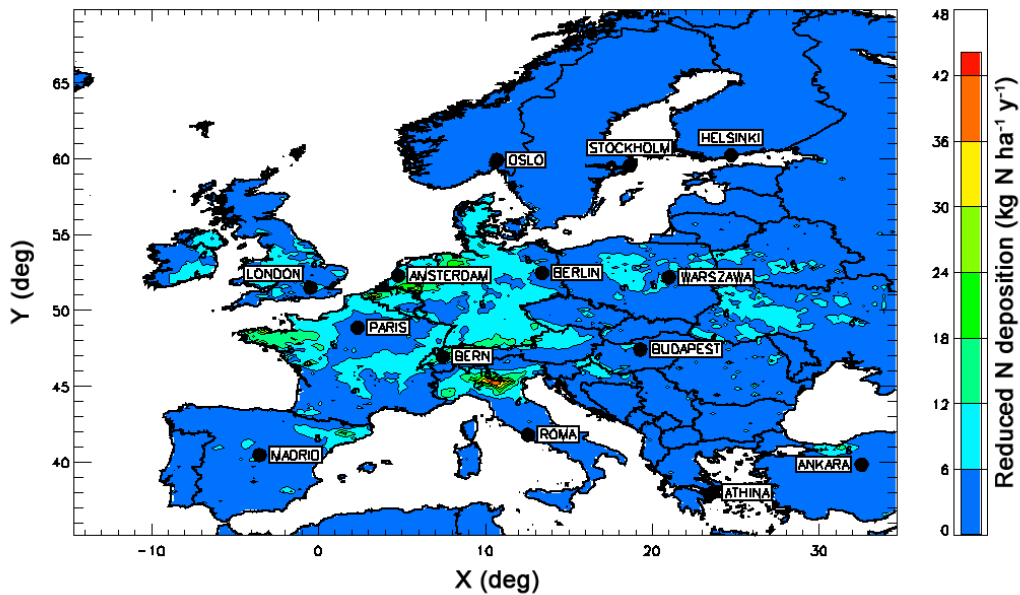 65
60
55
50
45
40
-10
0
10
20
30
Y (deg)
X (deg)
OSLO
STOCKHOLM
HELSINKI
LONDON
AMSTERDAM
BERLIN
WARSZAWA
PARIS
BERN
BUDAPEST
ROMA
MADRID
ANKARA
ATHINA
48
42
36
30
24
18
12
6
0
Reduced N deposition (kg N ha⁻¹ y⁻¹)